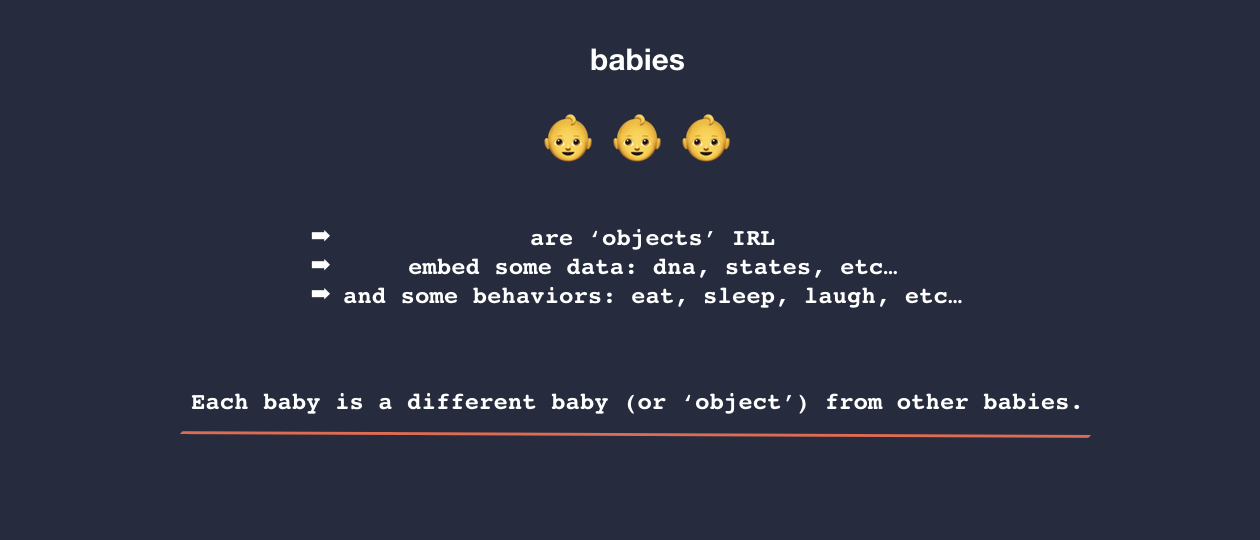 babies
👶 👶 👶
➡ are ‘objects’ IRL
➡ embed some data: dna, states, etc…
➡ and some behaviors: eat, sleep, laugh, etc…
Each baby is a different baby (or ‘object’) from other babies.